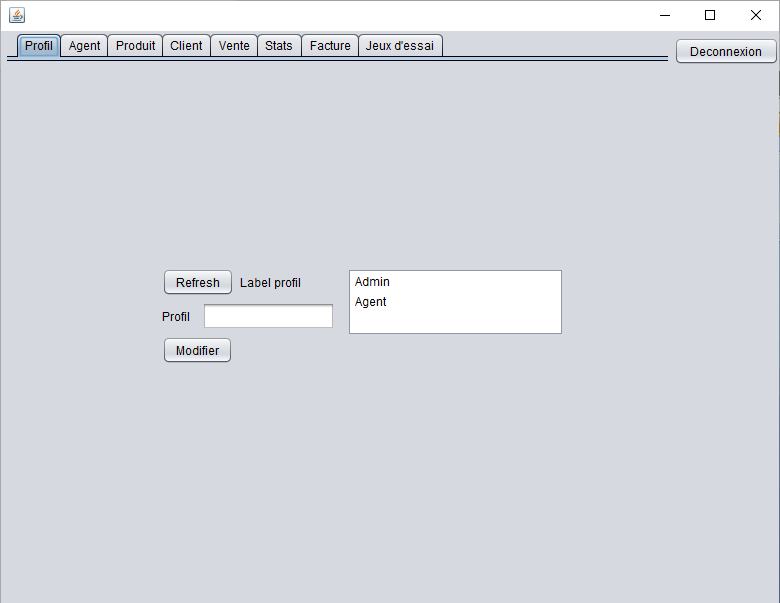 Profil Agent Produit Client Vente Stats Facture Jeux d'essai
Deconnexion
Refresh Label profil
Admin
Agent
Profil
Modifier